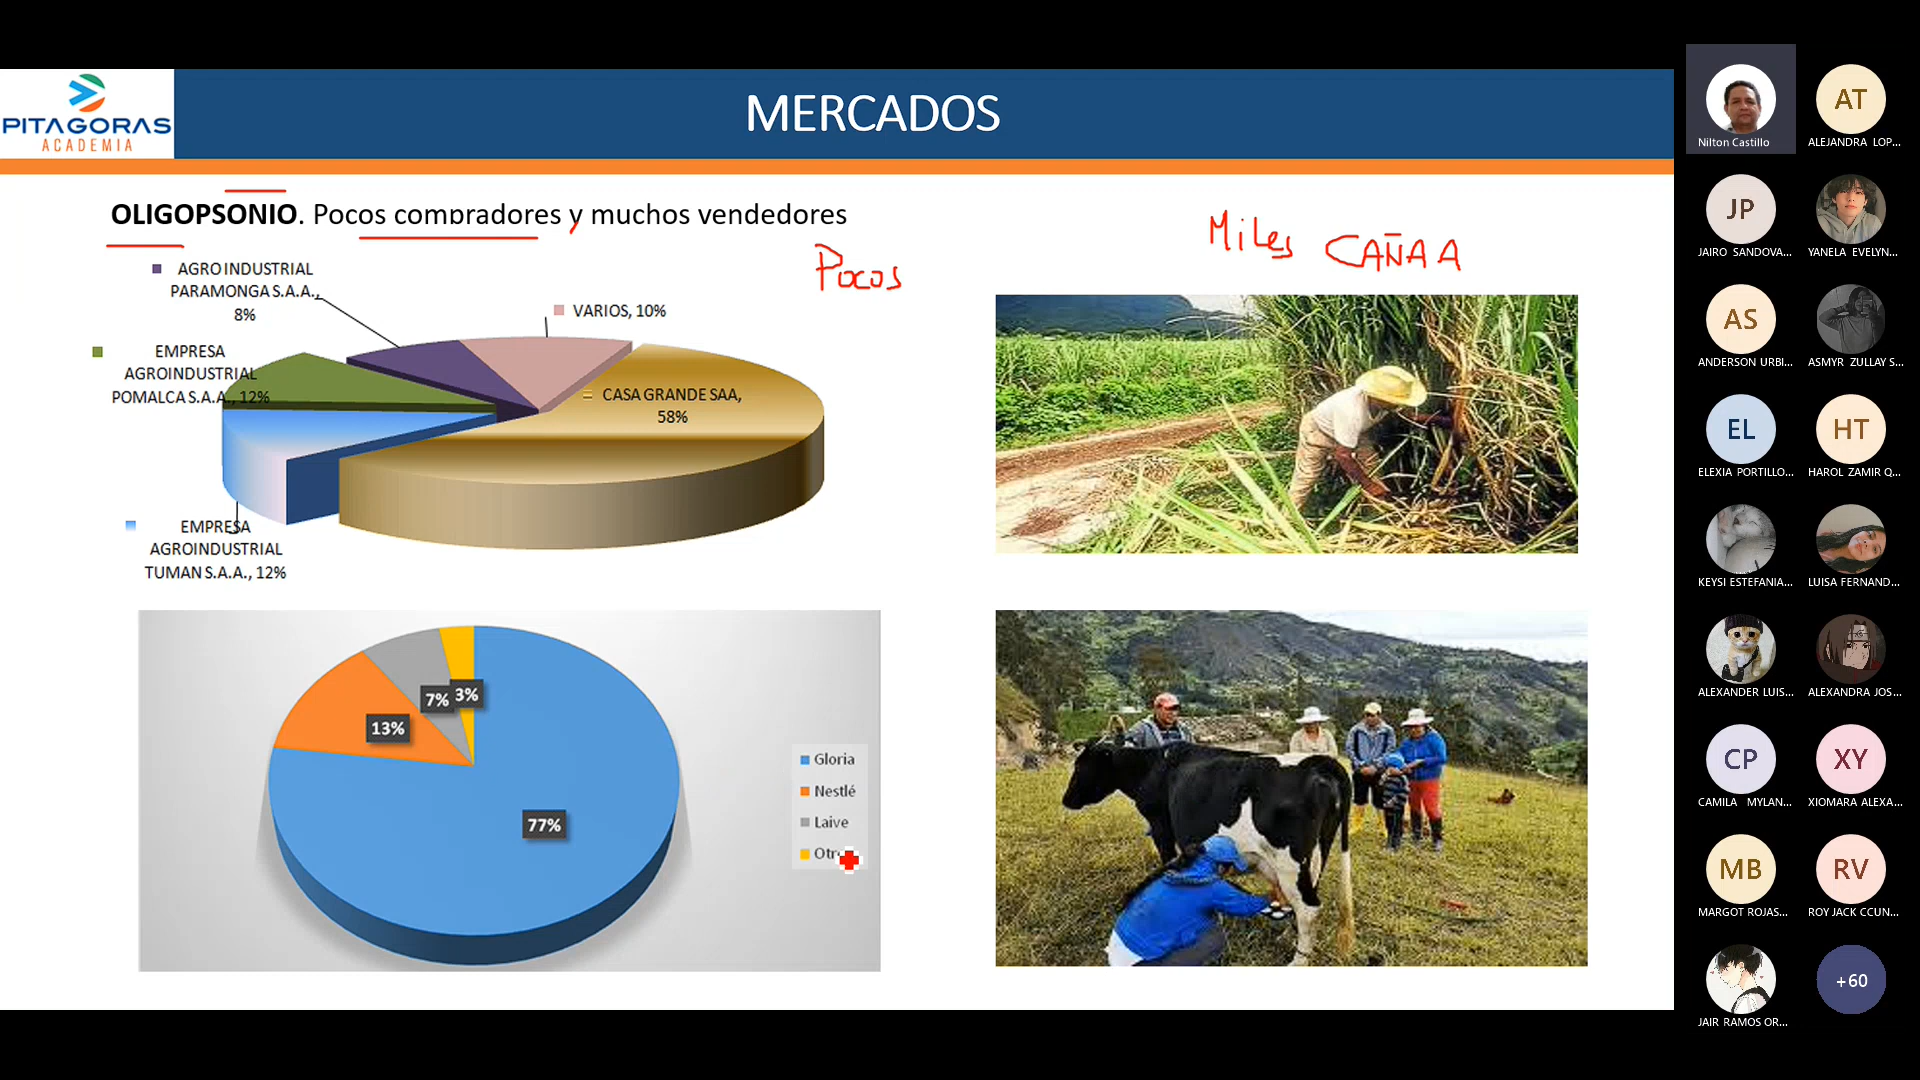 PITAGORAS
ACADEMIA
MERCADOS
OLIGOPSONIO. Pocos compradores y muchos vendedores
Pocos
Miles CAÑA A
AGROINDUSTRIAL
PARAMONGA S.A.A.,
8%
VARIOS, 10%
EMPRESA
AGROINDUSTRIAL
POMALCA S.A.A., 12%
CASA GRANDE SAA,
58%
EMPRESA
AGROINDUSTRIAL
TUMAN S.A.A., 12%
7%
3%
13%
77%
Gloria
Nestlé
Laive
Nilton Castillo
AT
ALEJANDRA LOP...
JP
JAIRO SANDOVA...
YANELA EVELYN...
AS
ANDERSON URBI...
ASMYR ZULLAY S...
EL
ELEXIA PORTILLO...
HT
HAROL ZAMIR Q...
KEYSI ESTEFANIA...
LUISA FERNAND...
ALEXANDER LUIS...
ALEXANDRA JOS...
CP
CAMILA MYLAN...
XY
XIOMARA ALEXA...
MB
MARGOT ROJAS...
RV
ROY JACK CCUN...
JAIR RAMOS OR...
+60